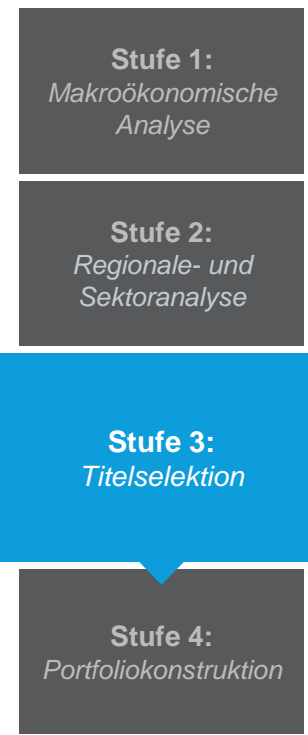 Stufe 1:
Makroökonomische
Analyse
Stufe 2:
Regionale- und
Sektoranalyse
Stufe 3:
Titelselektion
Stufe 4:
Portfoliokonstruktion